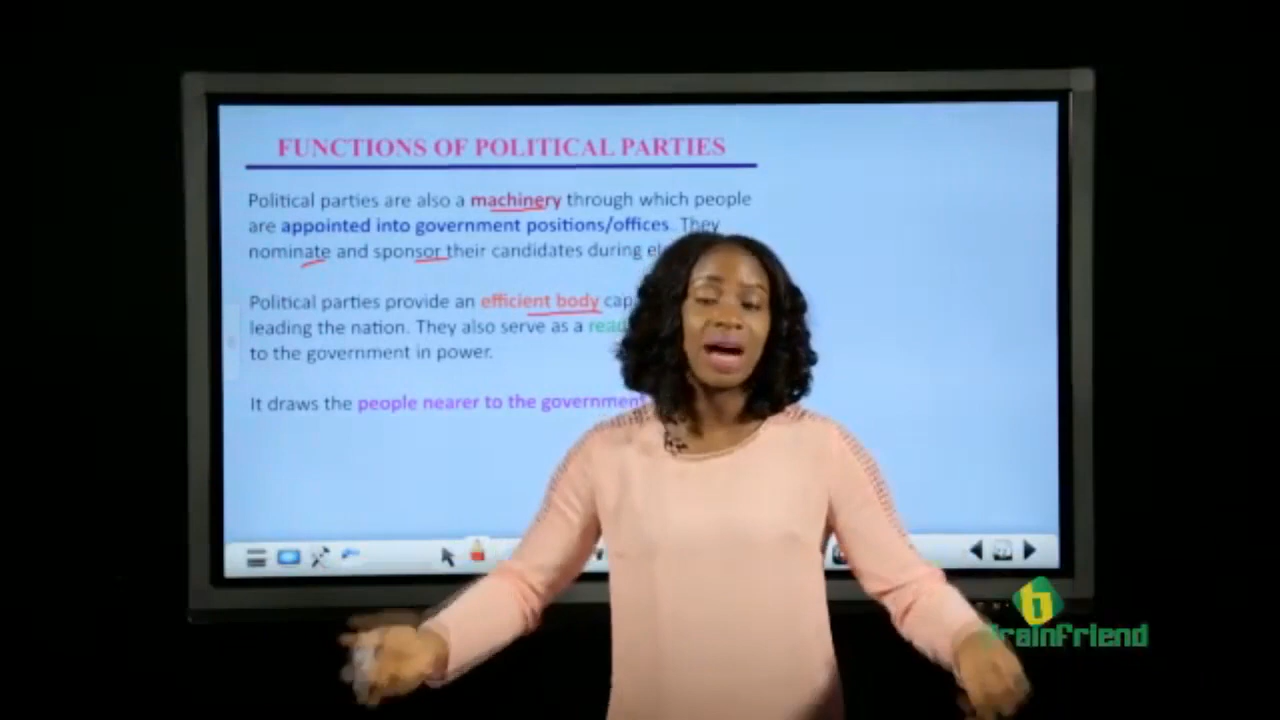 FUNCTIONS OF POLITICAL PARTIES
Political parties are also a machinery through which people
are appointed into government positions/offices. They
nominate and sponsor their candidates during
Political parties provide an efficient body
leading the nation. They also serve as a
to the government in power.
It draws the people nearer to the government
brainfriend